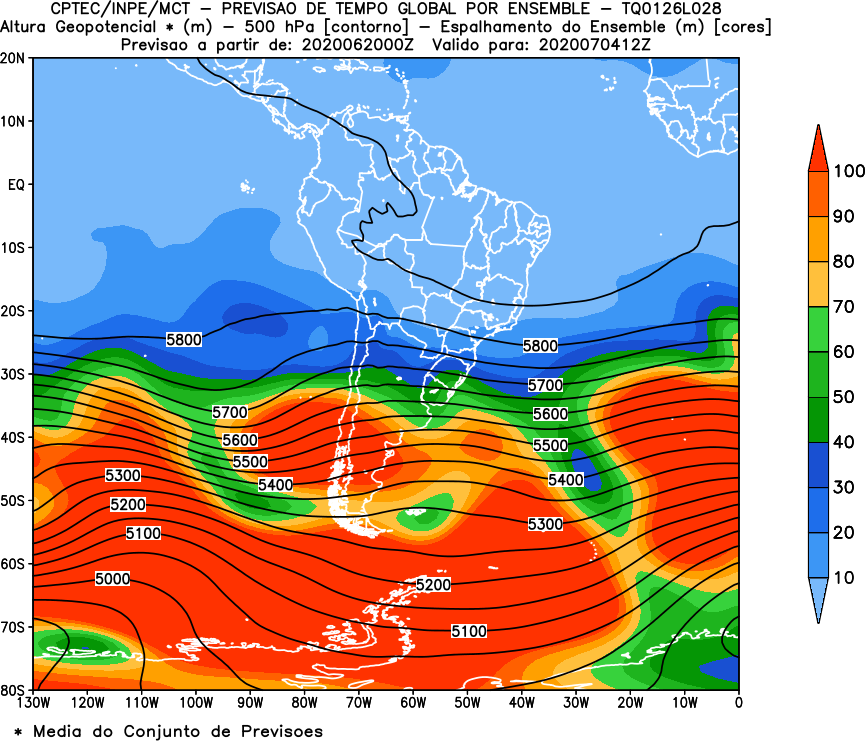 CPTEC/INPE/MCT – PREVISAO DE TEMPO GLOBAL POR ENSEMBLE – TQ0126L028
Altura Geopotencial * (m) – 500 hPa [contorno] – Espalhamento do Ensemble (m) [cores]
Previsao a partir de: 2020062000Z Valido para: 2020070412Z
20N
10N
EQ
10S
20S
30S
40S
50S
60S
70S
80S
5800
5800
5700
5700
5600
5600
5500
5500
5400
5400
5300
5300
5200
5200
5100
5100
5000
100
90
80
70
60
50
40
30
20
10
130W 120W 110W 100W 90W 80W 70W 60W 50W 40W 30W 20W 10W 0
* Media do Conjunto de Previsoes